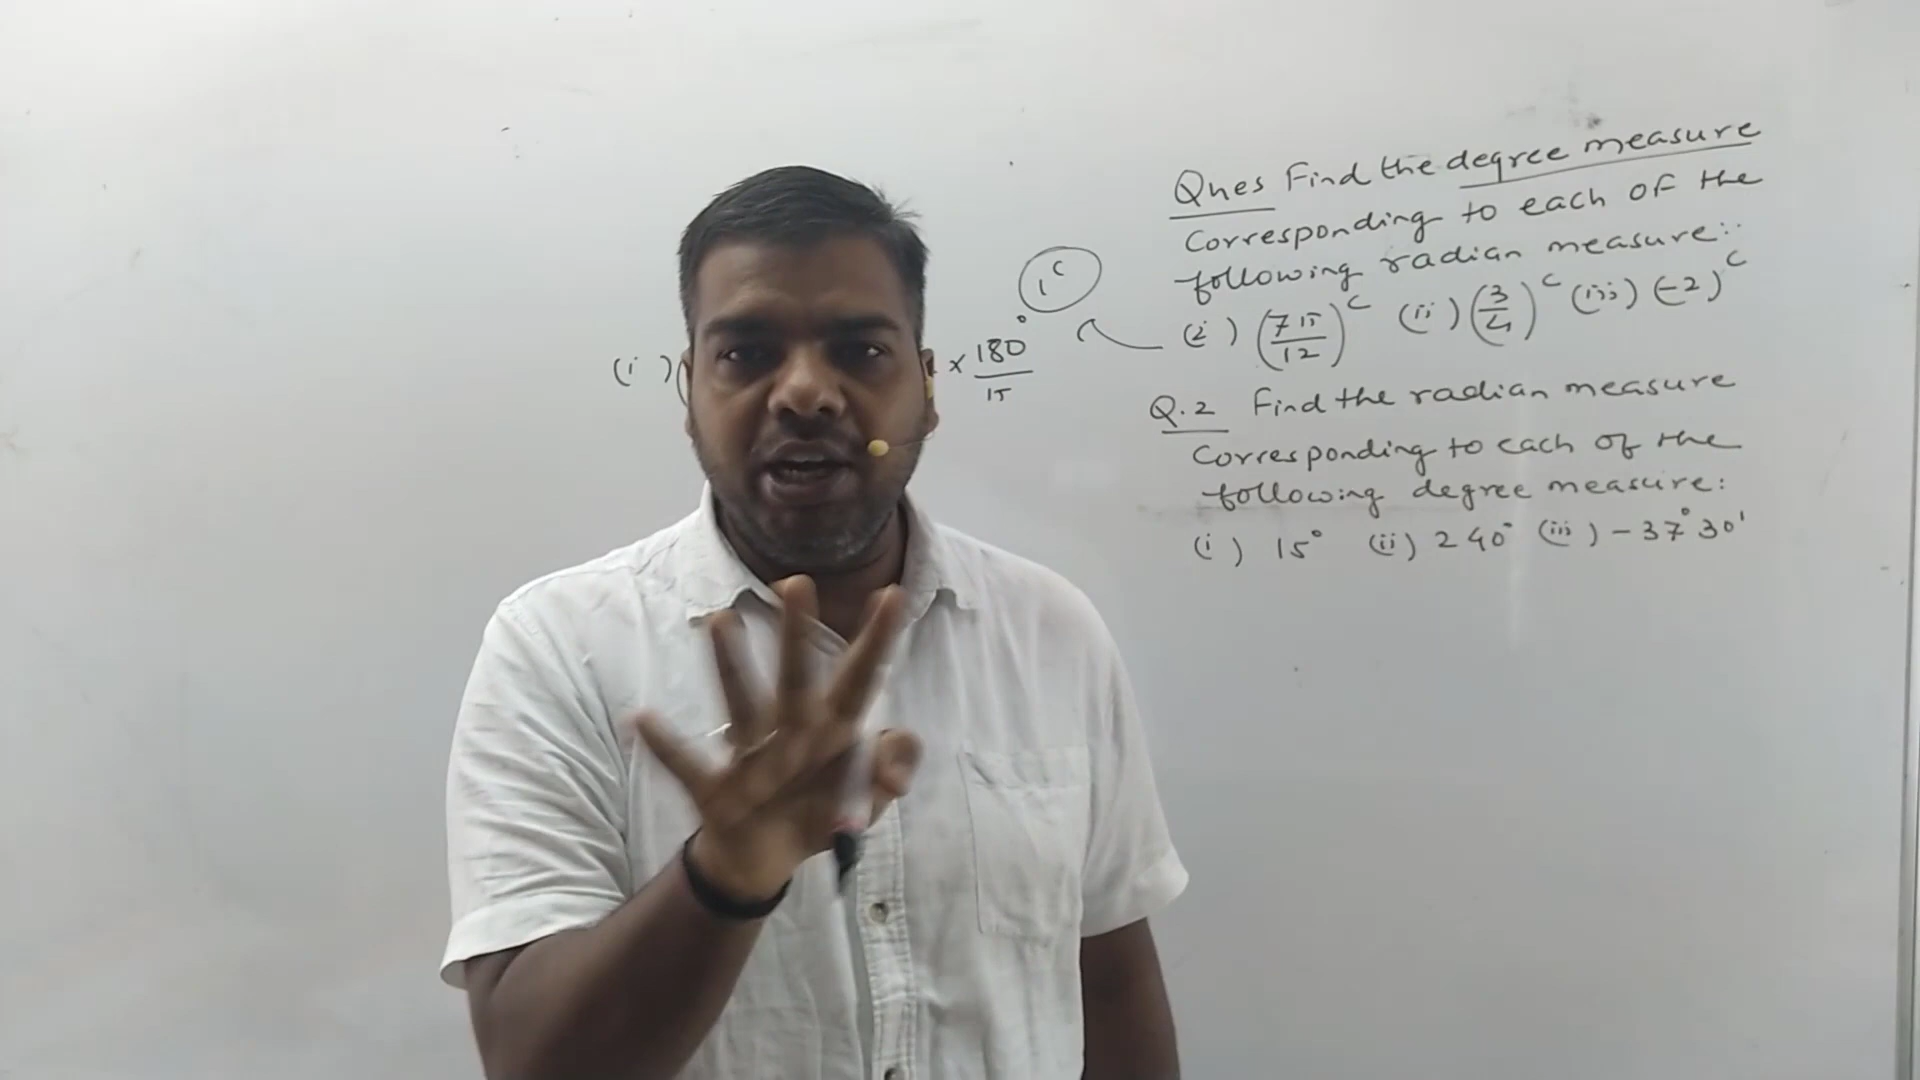 Ques Find the degree measure
Corresponding to each of the
following radian measure:
(i) (7π/12)^c (ii) (3/4)^c (iii) (-2)^c
Q.2 Find the radian measure
Corresponding to each of the
following degree measure:
(i) 15° (ii) 240° (iii) -37°30'
1^c
(i) ( × 180°/π